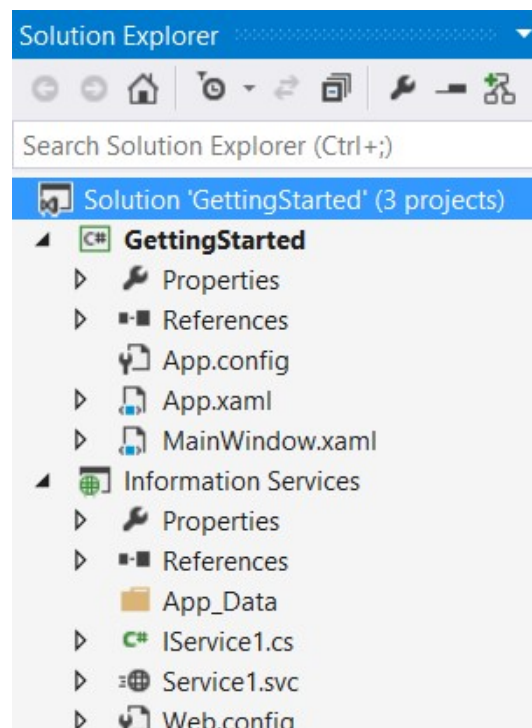 Solution Explorer
Search Solution Explorer (Ctrl+;)
Solution 'GettingStarted' (3 projects)
C# GettingStarted
Properties
References
App.config
App.xaml
MainWindow.xaml
Information Services
Properties
References
App_Data
C# IService1.cs
Service1.svc
Web.config